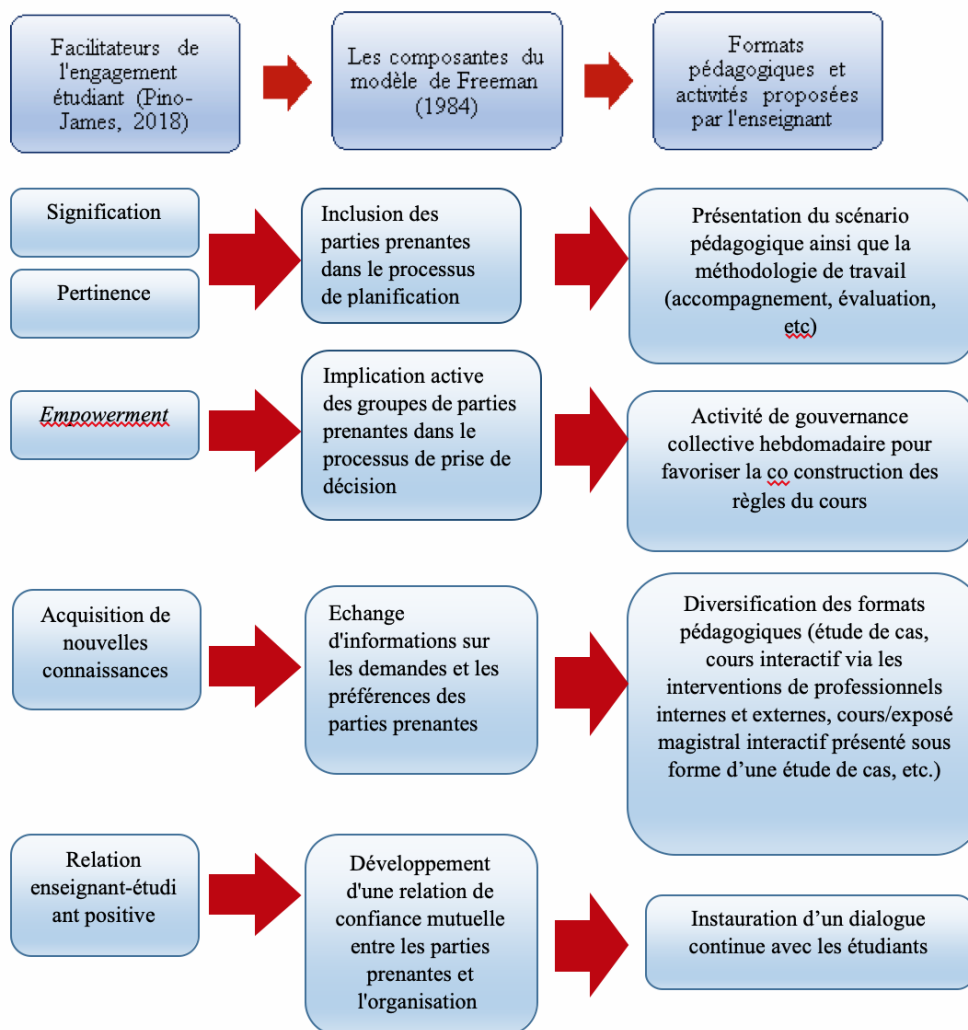 Facilitateurs de
l'engagement
étudiant (Pino-
James, 2018)
Les composantes du
modèle de Freeman
(1984)
Formats
pédagogiques et
activités proposées
par l'enseignant
Signification
Pertinence
Inclusion des
parties prenantes
dans le processus
de planification
Présentation du scénario
pédagogique ainsi que la
méthodologie de travail
(accompagnement, évaluation,
etc)
Empowerment
Implication active
des groupes de parties
prenantes dans le
processus de prise de
décision
Activité de gouvernance
collective hebdomadaire pour
favoriser la co construction des
règles du cours
Acquisition de
nouvelles
connaissances
Echange
d'informations sur
les demandes et les
préférences des
parties prenantes
Diversification des formats
pédagogiques (étude de cas,
cours interactif via les
interventions de professionnels
internes et externes, cours/exposé
magistral interactif présenté sous
forme d’une étude de cas, etc.)
Relation
enseignant-étudi
ant positive
Développement
d'une relation de
confiance mutuelle
entre les parties
prenantes et
l'organisation
Instauration d’un dialogue
continue avec les étudiants